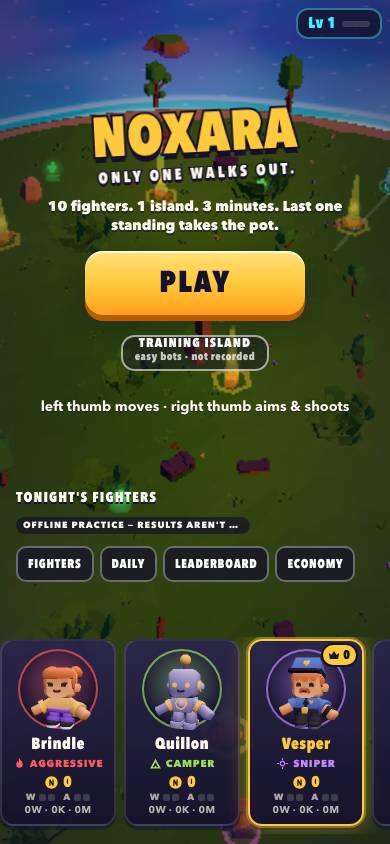 Lv 1
NOXARA
ONLY ONE WALKS OUT.
10 fighters. 1 island. 3 minutes. Last one
standing takes the pot.
PLAY
TRAINING ISLAND
easy bots · not recorded
left thumb moves · right thumb aims & shoots
TONIGHT'S FIGHTERS
OFFLINE PRACTICE – RESULTS AREN'T …
FIGHTERS DAILY LEADERBOARD ECONOMY
0
Brindle Quillon Vesper
AGGRESSIVE CAMPER SNIPER
N 0 N 0 N 0
W A W A W A
0W · 0K · 0M 0W · 0K · 0M 0W · 0K · 0M